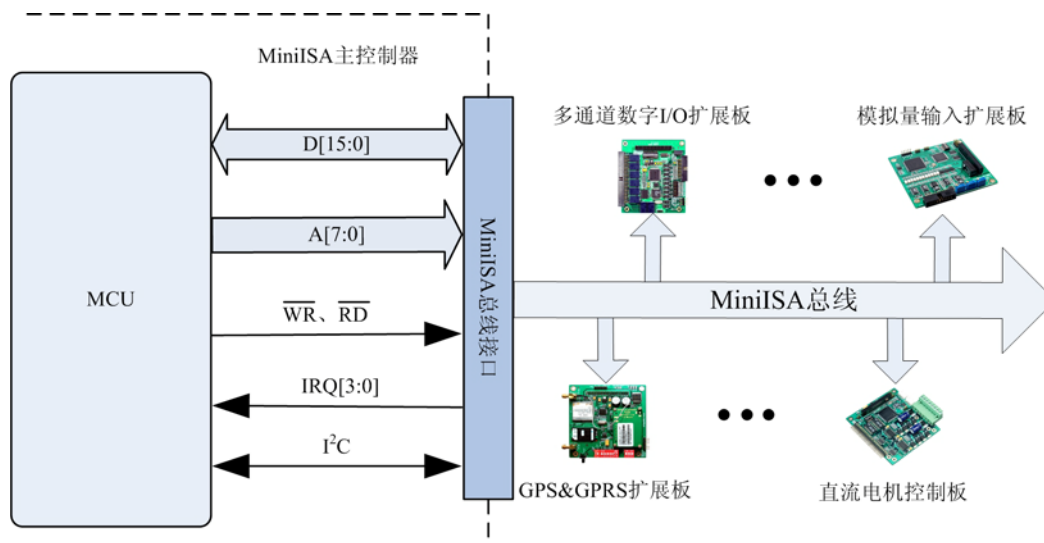 MiniISA主控制器
MCU
D[15:0]
A[7:0]
W̅R̅、R̅D̅
IRQ[3:0]
I²C
MiniISA总线接口
多通道数字I/O扩展板
模拟量输入扩展板
MiniISA总线
GPS&GPRS扩展板
直流电机控制板